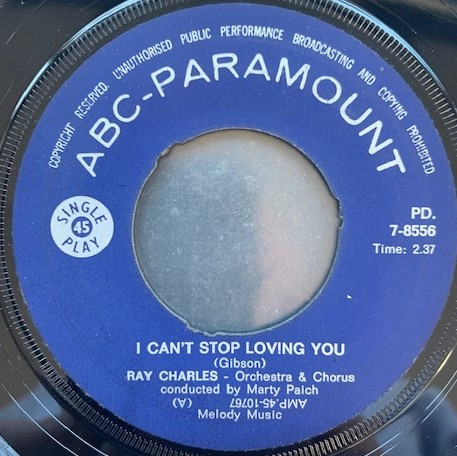 COPYRIGHT RESERVED. UNAUTHORISED PUBLIC PERFORMANCE BROADCASTING AND COPYING PROHIBITED
ABC-PARAMOUNT
SINGLE
45
PLAY
PD.
7-8556
Time: 2.37
I CAN'T STOP LOVING YOU
(Gibson)
RAY CHARLES - Orchestra & Chorus
conducted by Marty Paich
AMP-45-10767 (A)
Melody Music